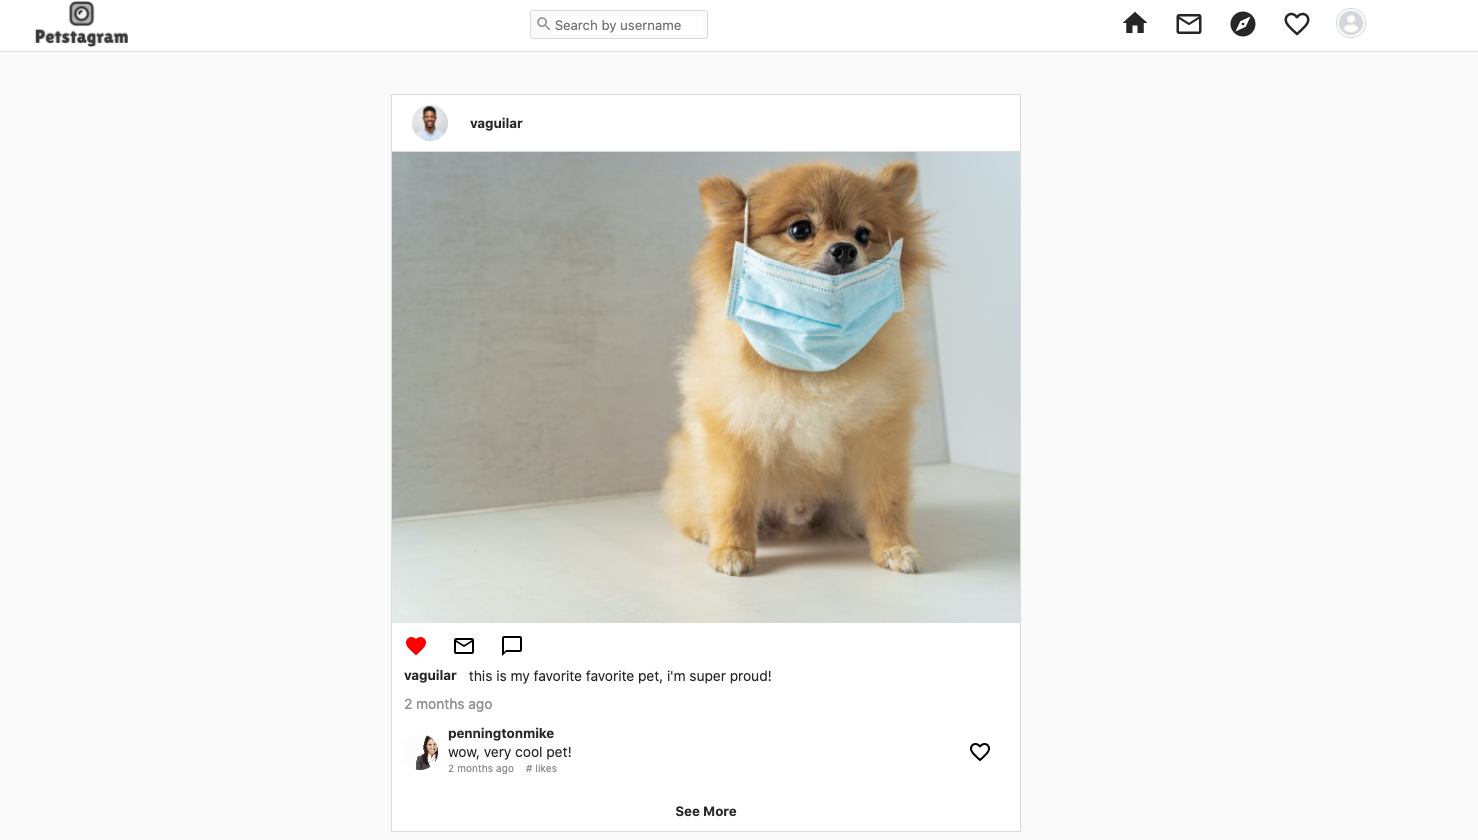 Petstagram
Search by username
vaguilar
vaguilar this is my favorite favorite pet, i'm super proud!
2 months ago
penningtonmike
wow, very cool pet!
2 months ago # likes
See More